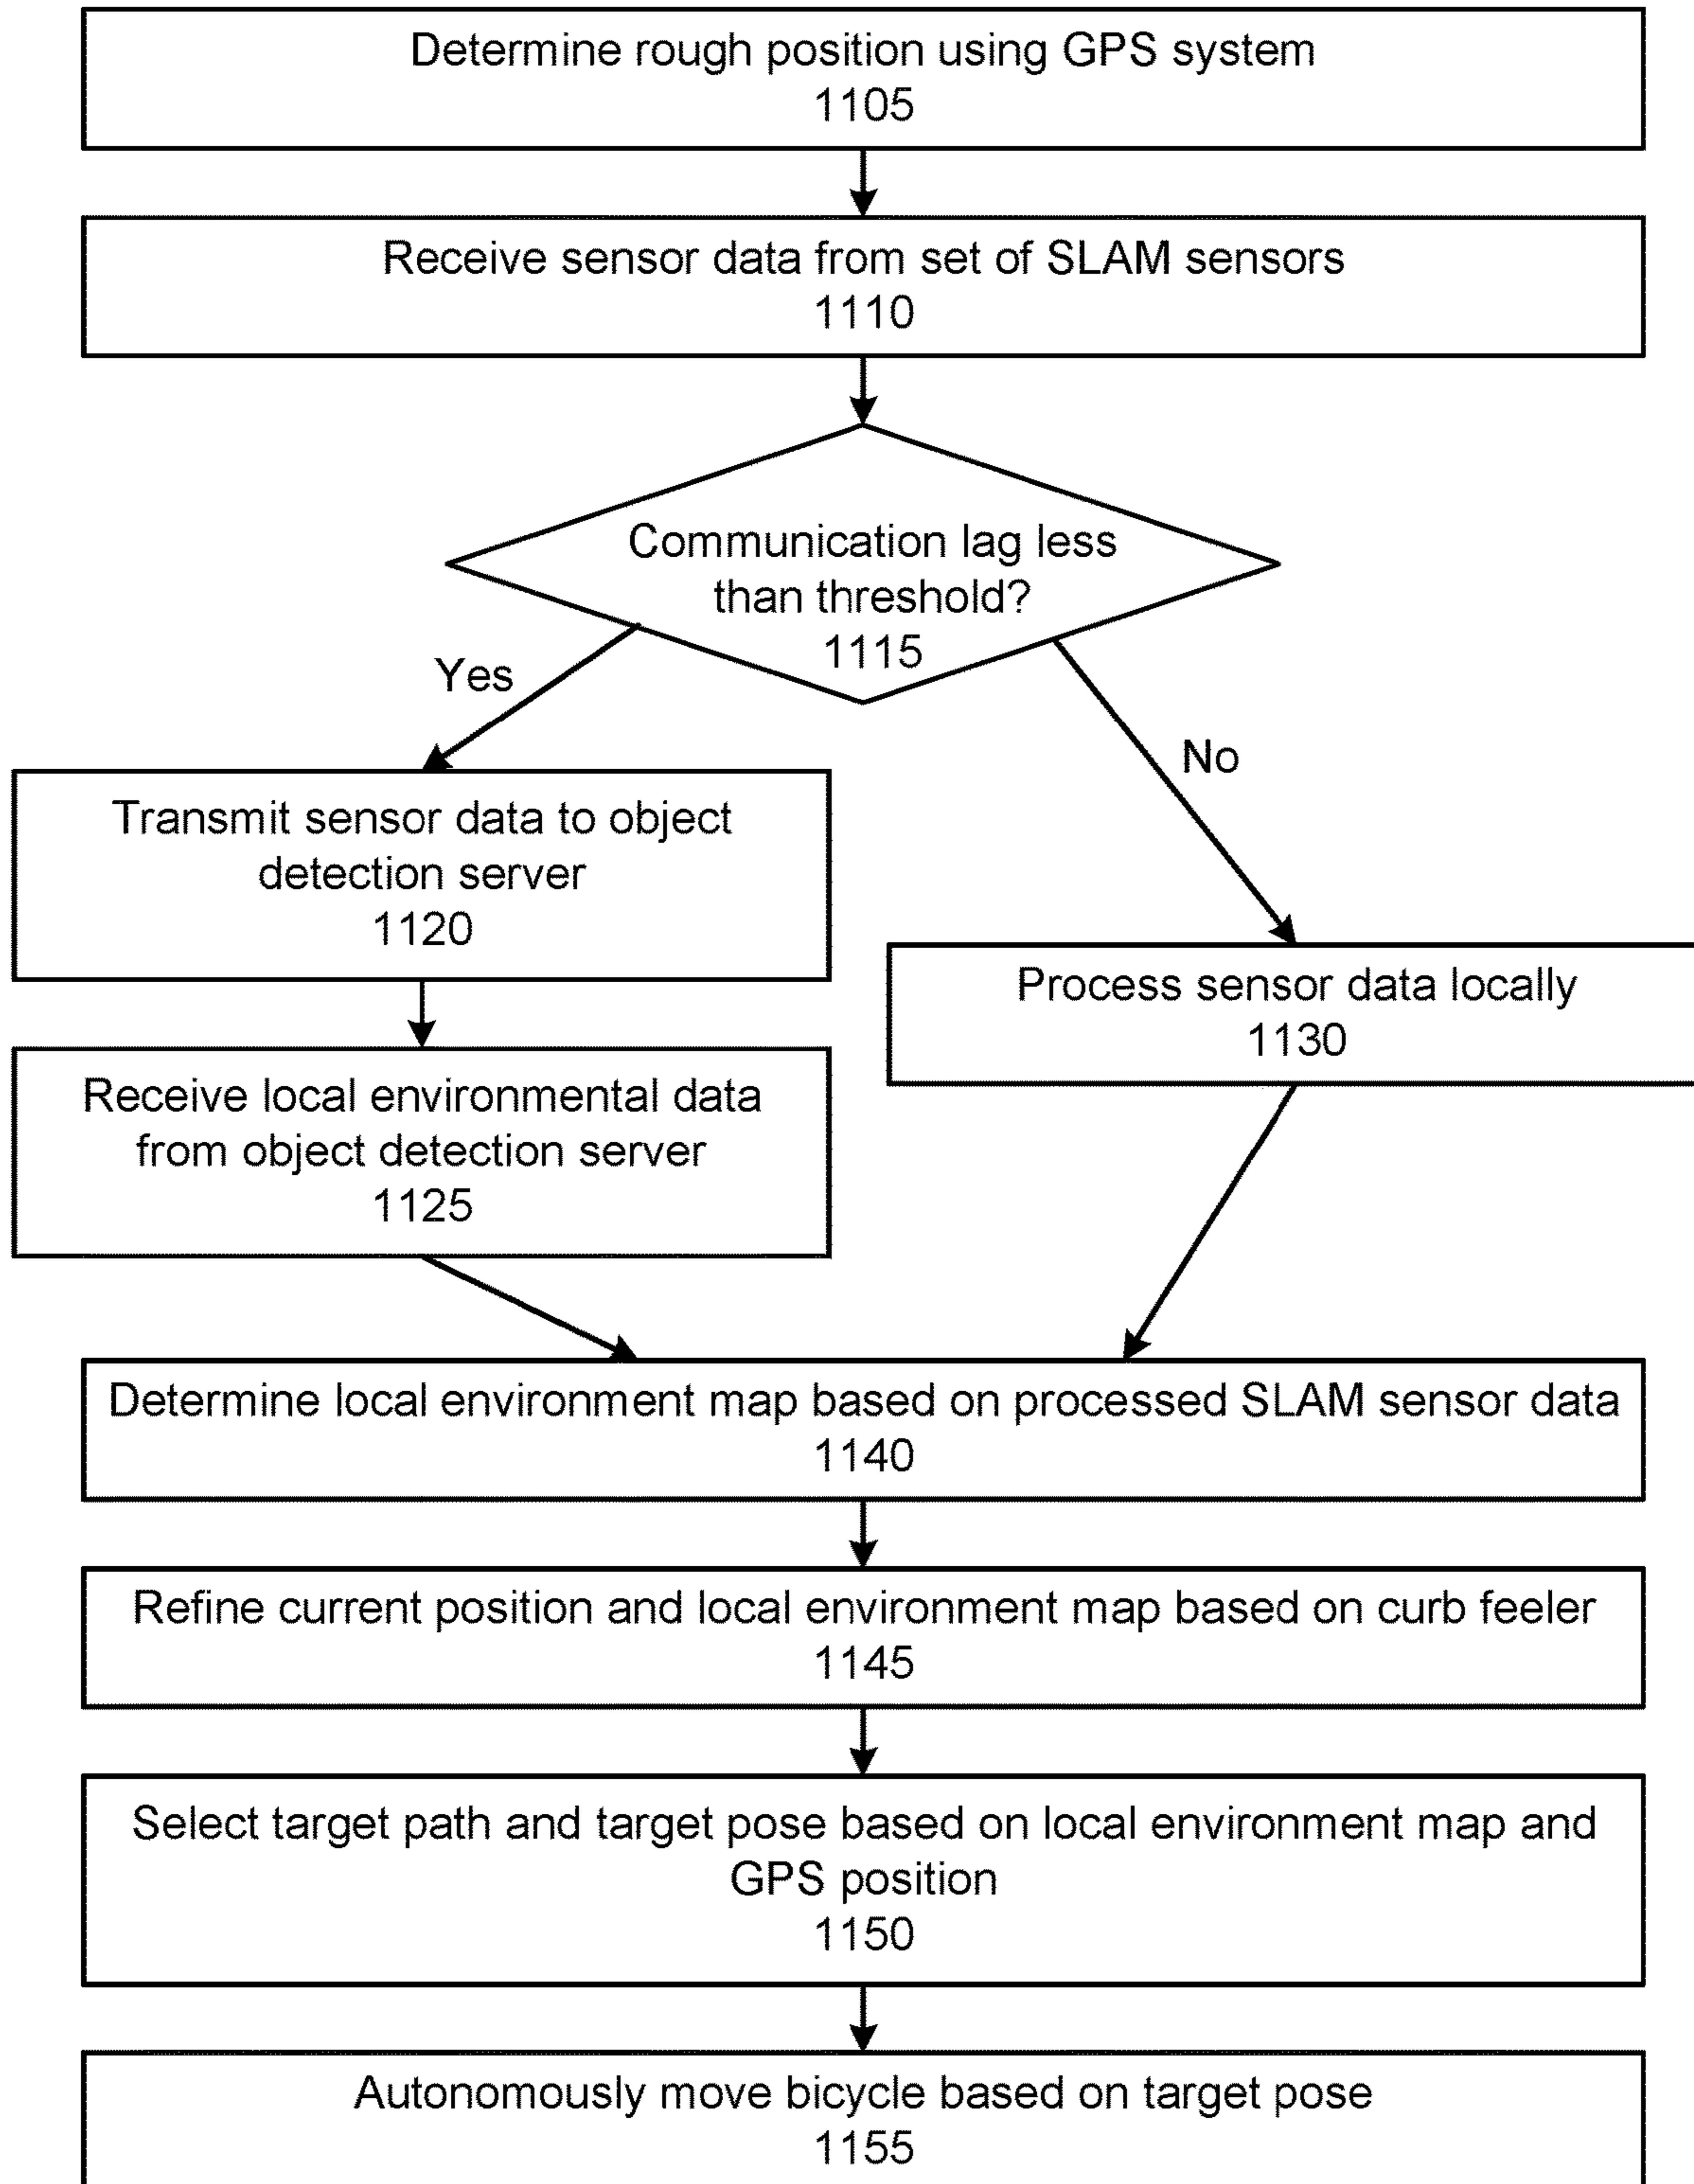 Determine rough position using GPS system
1105
Receive sensor data from set of SLAM sensors
1110
Communication lag less
than threshold?
1115
Yes
No
Transmit sensor data to object
detection server
1120
Process sensor data locally
1130
Receive local environmental data
from object detection server
1125
Determine local environment map based on processed SLAM sensor data
1140
Refine current position and local environment map based on curb feeler
1145
Select target path and target pose based on local environment map and
GPS position
1150
Autonomously move bicycle based on target pose
1155